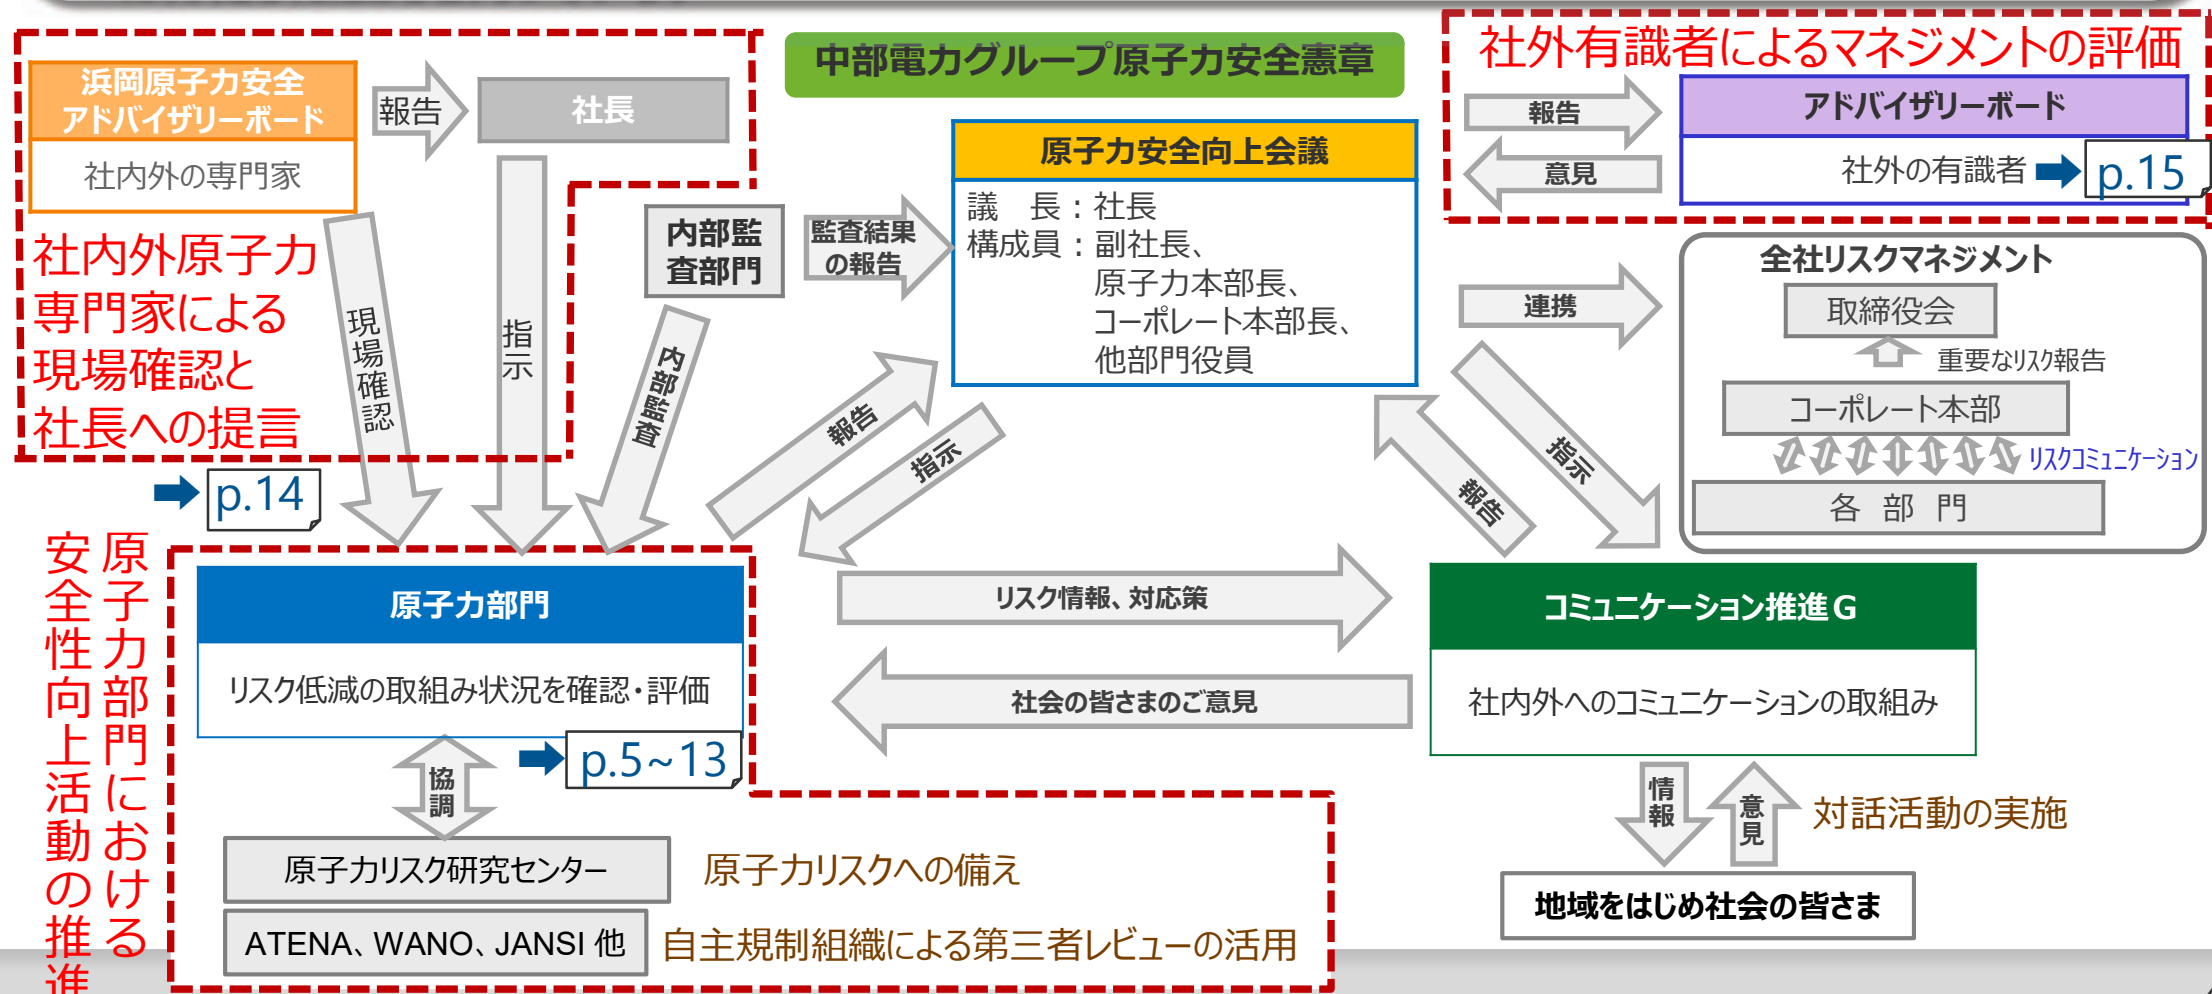 中部電力グループ原子力安全憲章
浜岡原子力安全
アドバイザリーボード
社内外の専門家
報告
社長
社内外原子力
専門家による
現場確認と
社長への提言
p.14
現場確認
指示
内部監
査部門
内部監査
監査結果
の報告
原子力安全向上会議
議 長：社長
構成員：副社長、
原子力本部長、
コーポレート本部長、
他部門役員
社外有識者によるマネジメントの評価
報告
意見
アドバイザリーボード
社外の有識者
p.15
連携
全社リスクマネジメント
取締役会
重要なリスク報告
コーポレート本部
リスクコミュニケーション
各 部 門
報告
指示
指示
報告
原子力部門における
安全性向上活動の推進
原子力部門
リスク低減の取組み状況を確認・評価
p.5~13
協調
原子力リスク研究センター
原子力リスクへの備え
ATENA、WANO、JANSI 他
自主規制組織による第三者レビューの活用
リスク情報、対応策
社会の皆さまのご意見
コミュニケーション推進G
社内外へのコミュニケーションの取組み
情報
意見
対話活動の実施
地域をはじめ社会の皆さま